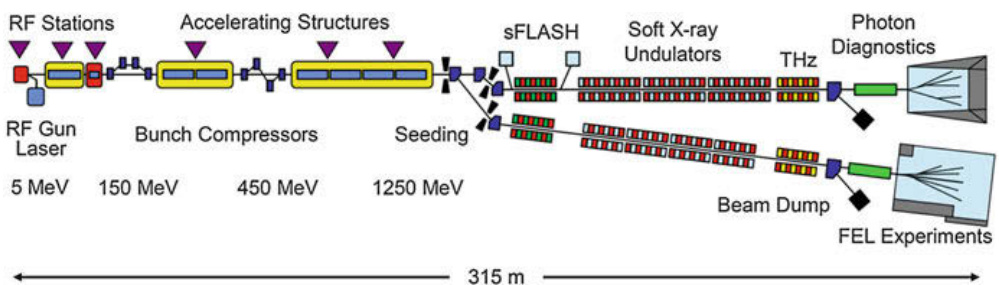 RF Stations
Accelerating Structures
sFLASH
Soft X-ray
Undulators
THz
Photon
Diagnostics
RF Gun
Laser
Bunch Compressors
Seeding
5 MeV
150 MeV
450 MeV
1250 MeV
Beam Dump
FEL Experiments
315 m